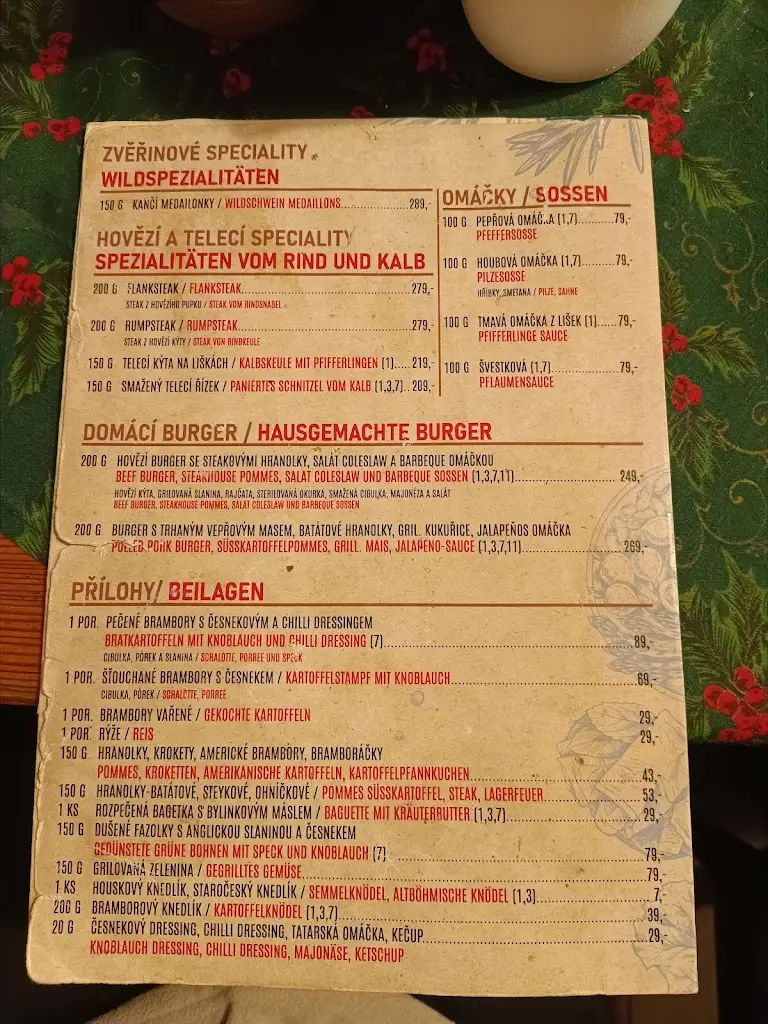 ZVĚŘINOVÉ SPECIALITY
WILDSPEZIALITÄTEN
150 G KANČÍ MEDAILONKY / WILDSCHWEIN MEDAILLONS....................289,-
HOVĚZÍ A TELECÍ SPECIALITY
SPEZIALITÄTEN VOM RIND UND KALB
200 G FLANKSTEAK / FLANKSTEAK....................279,-
STEAK Z HOVĚZÍHO PUPKU / STEAK VOM RINDSNABEL
200 G RUMPSTEAK / RUMPSTEAK....................279,-
STEAK Z HOVĚZÍ KÝTY / STEAK VON RINBKEULE
150 G TELECÍ KÝTA NA LIŠKÁCH / KALBSKEULE MIT PFIFFERLINGEN (1).....219,-
150 G SMAŽENÝ TELECÍ ŘÍZEK / PANIERTES SCHNITZEL VOM KALB (1,3,7).. 209,-
OMÁČKY / SOSSEN
100 G PEPŘOVÁ OMÁČKA (1,7)..........79,-
PFEFFERSOSSE
100 G HOUBOVÁ OMÁČKA (1,7)..........79,-
PILZESOSSE
HŘÍBKY, SMETANA / PILZE, SAHNE
100 G TMAVÁ OMÁČKA Z LIŠEK (1).....79,-
PFIFFERLINGE SAUCE
100 G ŠVESTKOVÁ (1,7)....................79,-
PFLAUMENSAUCE
DOMÁCÍ BURGER / HAUSGEMACHTE BURGER
200 G HOVĚZÍ BURGER SE STEAKOVÝMI HRANOLKY, SALÁT COLESLAW A BARBEQUE OMÁČKOU
BEEF BURGER, STEAKHOUSE POMMES, SALAT COLESLAW UND BARBEQUE SOSSEN (1,3,7,11)....................249,-
HOVĚZÍ KÝTA, GRILOVANÁ SLANINA, RAJČATA, STERILOVANÁ OKURKA, SMAŽENÁ CIBULKA, MAJONÉZA A SALÁT
BEEF BURGER, STEAKHOUSE POMMES, SALAT COLESLAW UND BARBEQUE SOSSEN
200 G BURGER S TRHANÝM VEPŘOVÝM MASEM, BATÁTOVÉ HRANOLKY, GRIL. KUKUŘICE, JALAPEÑOS OMÁČKA
PULLED PORK BURGER, SÜSSKARTOFFELPOMMES, GRILL. MAIS, JALAPEÑO-SAUCE (1,3,7,11)....................269,-
PŘÍLOHY/ BEILAGEN
1 POR. PEČENÉ BRAMBORY S ČESNEKOVÝM A CHILLI DRESSINGEM
BRATKARTOFFELN MIT KNOBLAUCH UND CHILLI DRESSING (7)....................89,-
CIBULKA, PÓREK A SLANINA / SCHALOTTE, PORREE UND SPECK
1 POR. ŠŤOUCHANÉ BRAMBORY S ČESNEKEM / KARTOFFELSTAMPF MIT KNOBLAUCH....................69,-
CIBULKA, PÓREK / SCHALOTTE, PORREE
1 POR. BRAMBORY VAŘENÉ / GEKOCHTE KARTOFFELN 29,-
1 POR. RÝŽE / REIS 29,-
150 G HRANOLKY, KROKETY, AMERICKÉ BRAMBORY, BRAMBORÁČKY
POMMES, KROKETTEN, AMERIKANISCHE KARTOFFELN, KARTOFFELPFANNKUCHEN....................43,-
150 G HRANOLKY-BATÁTOVÉ, STEYKOVÉ, OHNÍČKOVÉ / POMMES SÜSSKARTOFFEL, STEAK, LAGERFEUER....................53,-
1 KS ROZPEČENÁ BAGETKA S BYLINKOVÝM MÁSLEM / BAGUETTE MIT KRÄUTERBUTTER (1,3,7)....................29,-
150 G DUŠENÉ FAZOLKY S ANGLICKOU SLANINOU A ČESNEKEM
GEDÜNSTETE GRÜNE BOHNEN MIT SPECK UND KNOBLAUCH (7)....................79,-
150 G GRILOVANÁ ZELENINA / GEGRILLTES GEMÜSE....................79,-
1 KS HOUSKOVÝ KNEDLÍK, STAROČESKÝ KNEDLÍK / SEMMELKNÖDEL, ALTBÖHMISCHE KNÖDEL (1,3)....................7,-
200 G BRAMBOROVÝ KNEDLÍK / KARTOFFELKNÖDEL (1,3,7)....................39,-
20 G ČESNEKOVÝ DRESSING, CHILLI DRESSING, TATARSKÁ OMÁČKA, KEČUP....................29,-
KNOBLAUCH DRESSING, CHILLI DRESSING, MAJONÄSE, KETSCHUP